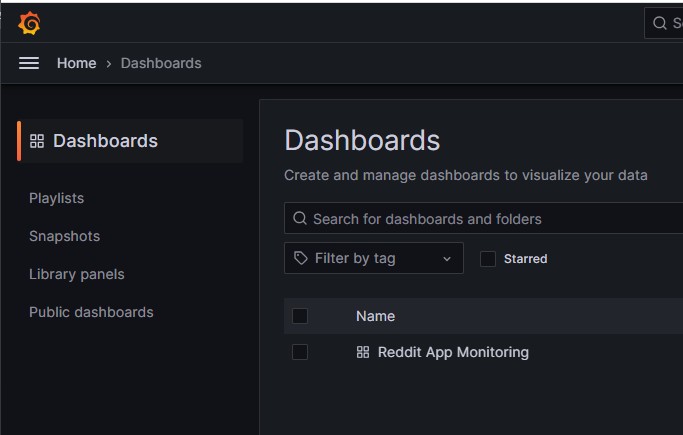 S
Home › Dashboards
Dashboards
Playlists
Snapshots
Library panels
Public dashboards
Dashboards
Create and manage dashboards to visualize your data
Search for dashboards and folders
Filter by tag
Starred
Name
Reddit App Monitoring